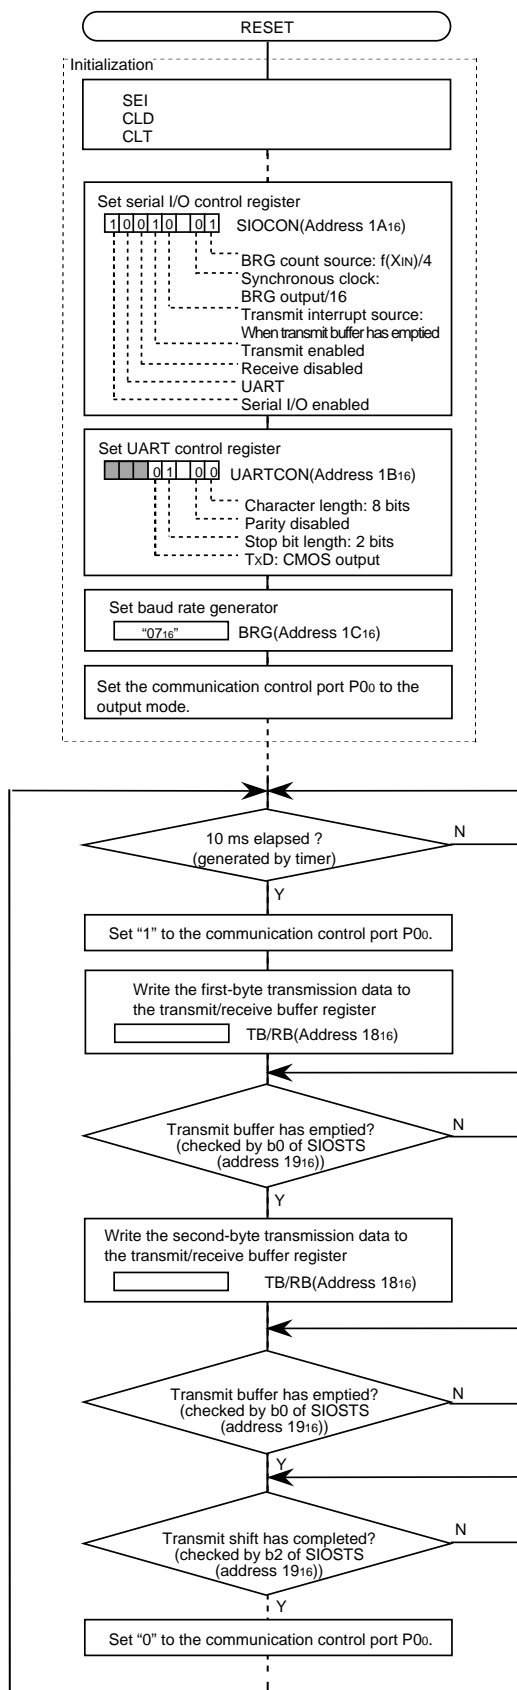 RESET
Initialization
SEI
CLD
CLT
Set serial I/O control register
1 0 0 1 0 0 1 SIOCON(Address 1A16)
BRG count source: f(XIN)/4
Synchronous clock:
BRG output/16
Transmit interrupt source:
When transmit buffer has emptied
Transmit enabled
Receive disabled
UART
Serial I/O enabled
Set UART control register
0 1 0 0 UARTCON(Address 1B16)
Character length: 8 bits
Parity disabled
Stop bit length: 2 bits
TxD: CMOS output
Set baud rate generator
“0716” BRG(Address 1C16)
Set the communication control port P00 to the
output mode.
10 ms elapsed ?
(generated by timer)
N
Y
Set “1” to the communication control port P00.
Write the first-byte transmission data to
the transmit/receive buffer register
TB/RB(Address 1816)
Transmit buffer has emptied?
(checked by b0 of SIOSTS
(address 1916))
N
Y
Write the second-byte transmission data to
the transmit/receive buffer register
TB/RB(Address 1816)
Transmit buffer has emptied?
(checked by b0 of SIOSTS
(address 1916))
N
Y
Transmit shift has completed?
(checked by b2 of SIOSTS
(address 1916))
N
Y
Set “0” to the communication control port P00.